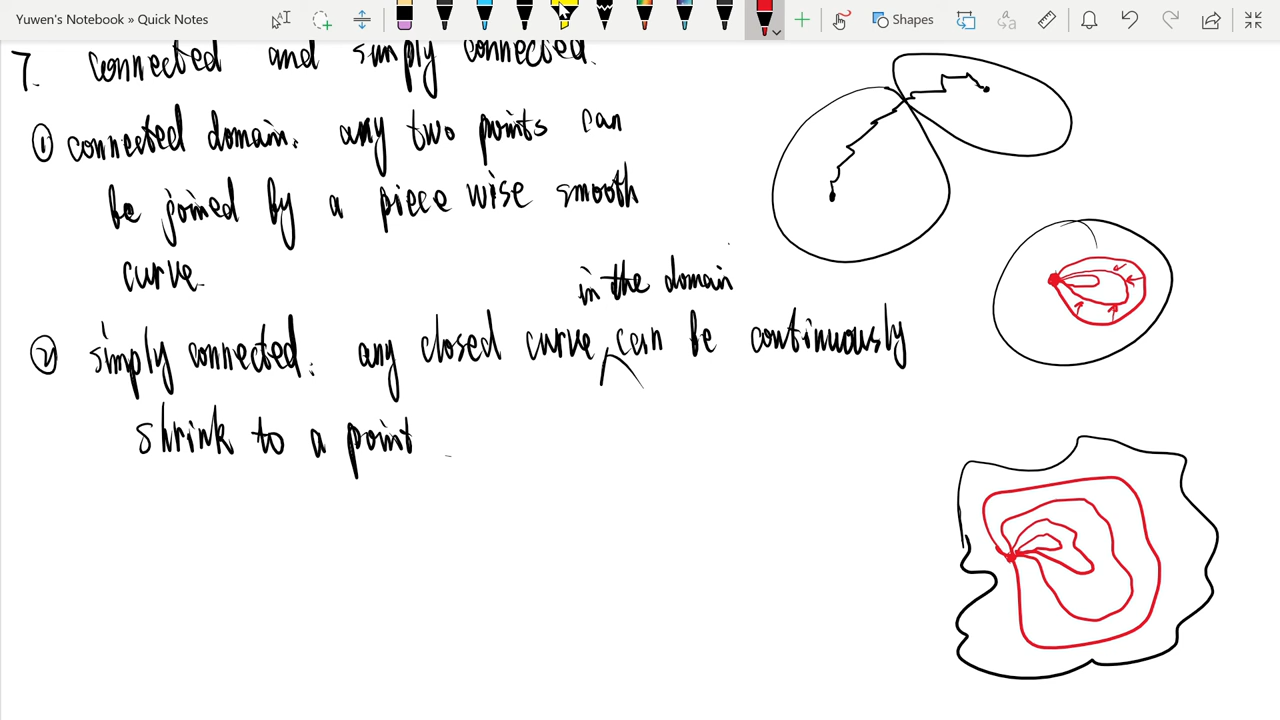 Yuwen's Notebook » Quick Notes
Shapes
7. connected and simply connected.
① connected domain: any two points can
be joined by a piece wise smooth
curve.
in the domain
② simply connected: any closed curve can be continuously
shrink to a point